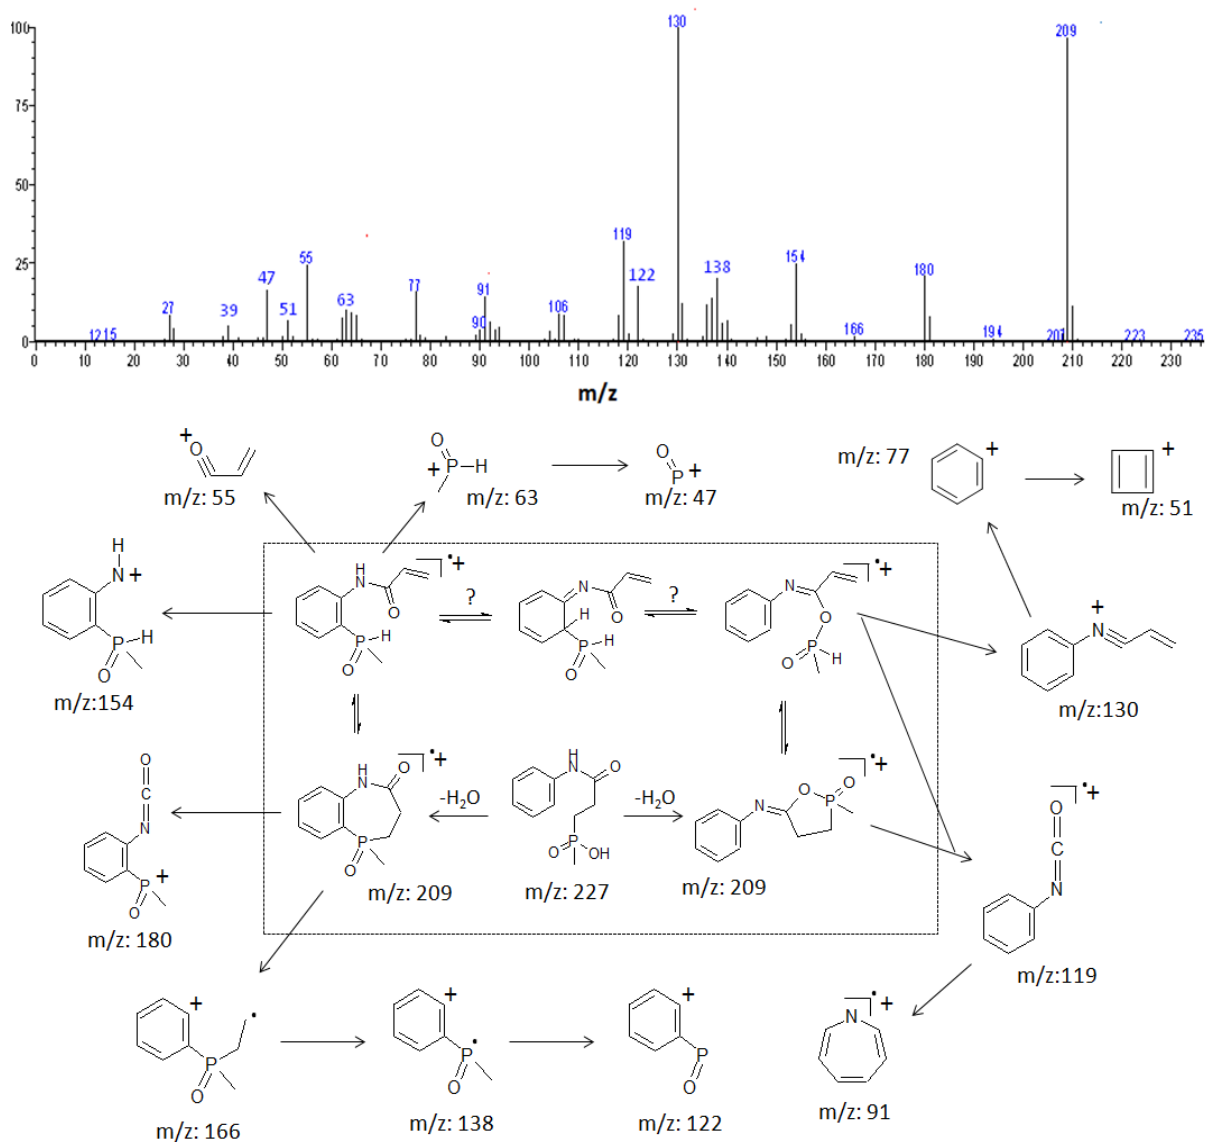 100
130
209
75
50
119
55
25
154
138
122
180
47
77
91
63
106
27
39
51
90
12 15
166
194
207
223
235
0
0 10 20 30 40 50 60 70 80 90 100 110 120 130 140 150 160 170 180 190 200 210 220 230
m/z
+
O
m/z: 55
O
+ P H
m/z: 63
O
P +
m/z: 47
m/z: 77
+
+
m/z: 51
H
N +
P H
O
m/z:154
H
N
O
P H
O
•+
?
N
H
O
P H
O
?
N
O
O P H
•+
+
N
m/z:130
O
C
N
P +
O
m/z: 180
H
N O
P
O
•+
m/z: 209
-H2O
H
N O
O P OH
m/z: 227
-H2O
N O P O
•+
m/z: 209
•+
O
C
N
m/z:119
+
P
O
•
m/z: 166
+
P •
O
m/z: 138
+
P
O
m/z: 122
N
•+
m/z: 91